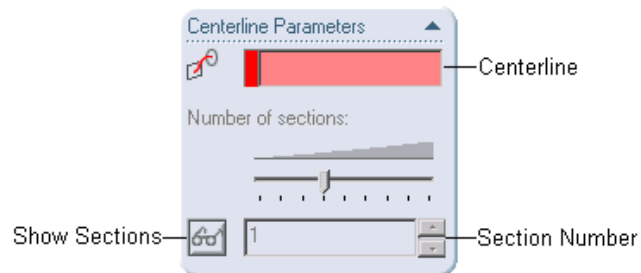 Centerline Parameters
Centerline
Number of sections:
Show Sections
1
Section Number